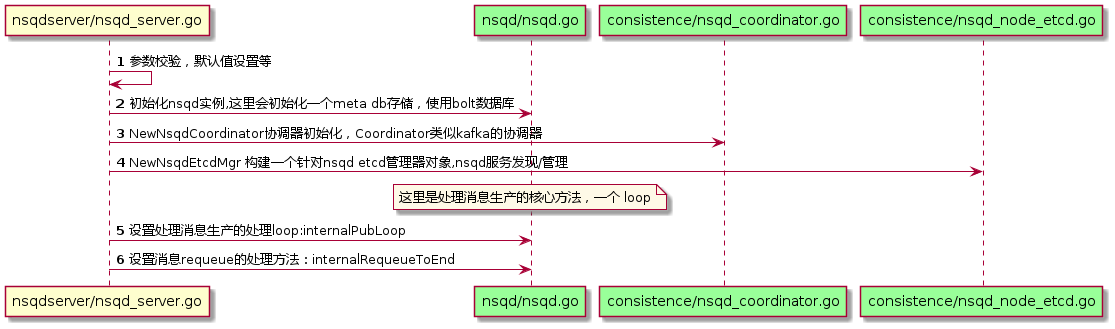 nsqdserver/nsqd_server.go
nsqd/nsqd.go
consistence/nsqd_coordinator.go
consistence/nsqd_node_etcd.go
1 参数校验，默认值设置等
2 初始化nsqd实例,这里会初始化一个meta db存储，使用bolt数据库
3 NewNsqdCoordinator协调器初始化，Coordinator类似kafka的协调器
4 NewNsqdEtcdMgr 构建一个针对nsqd etcd管理器对象,nsqd服务发现/管理
这里是处理消息生产的核心方法，一个 loop
5 设置处理消息生产的处理loop:internalPubLoop
6 设置消息requeue的处理方法：internalRequeueToEnd
nsqdserver/nsqd_server.go
nsqd/nsqd.go
consistence/nsqd_coordinator.go
consistence/nsqd_node_etcd.go